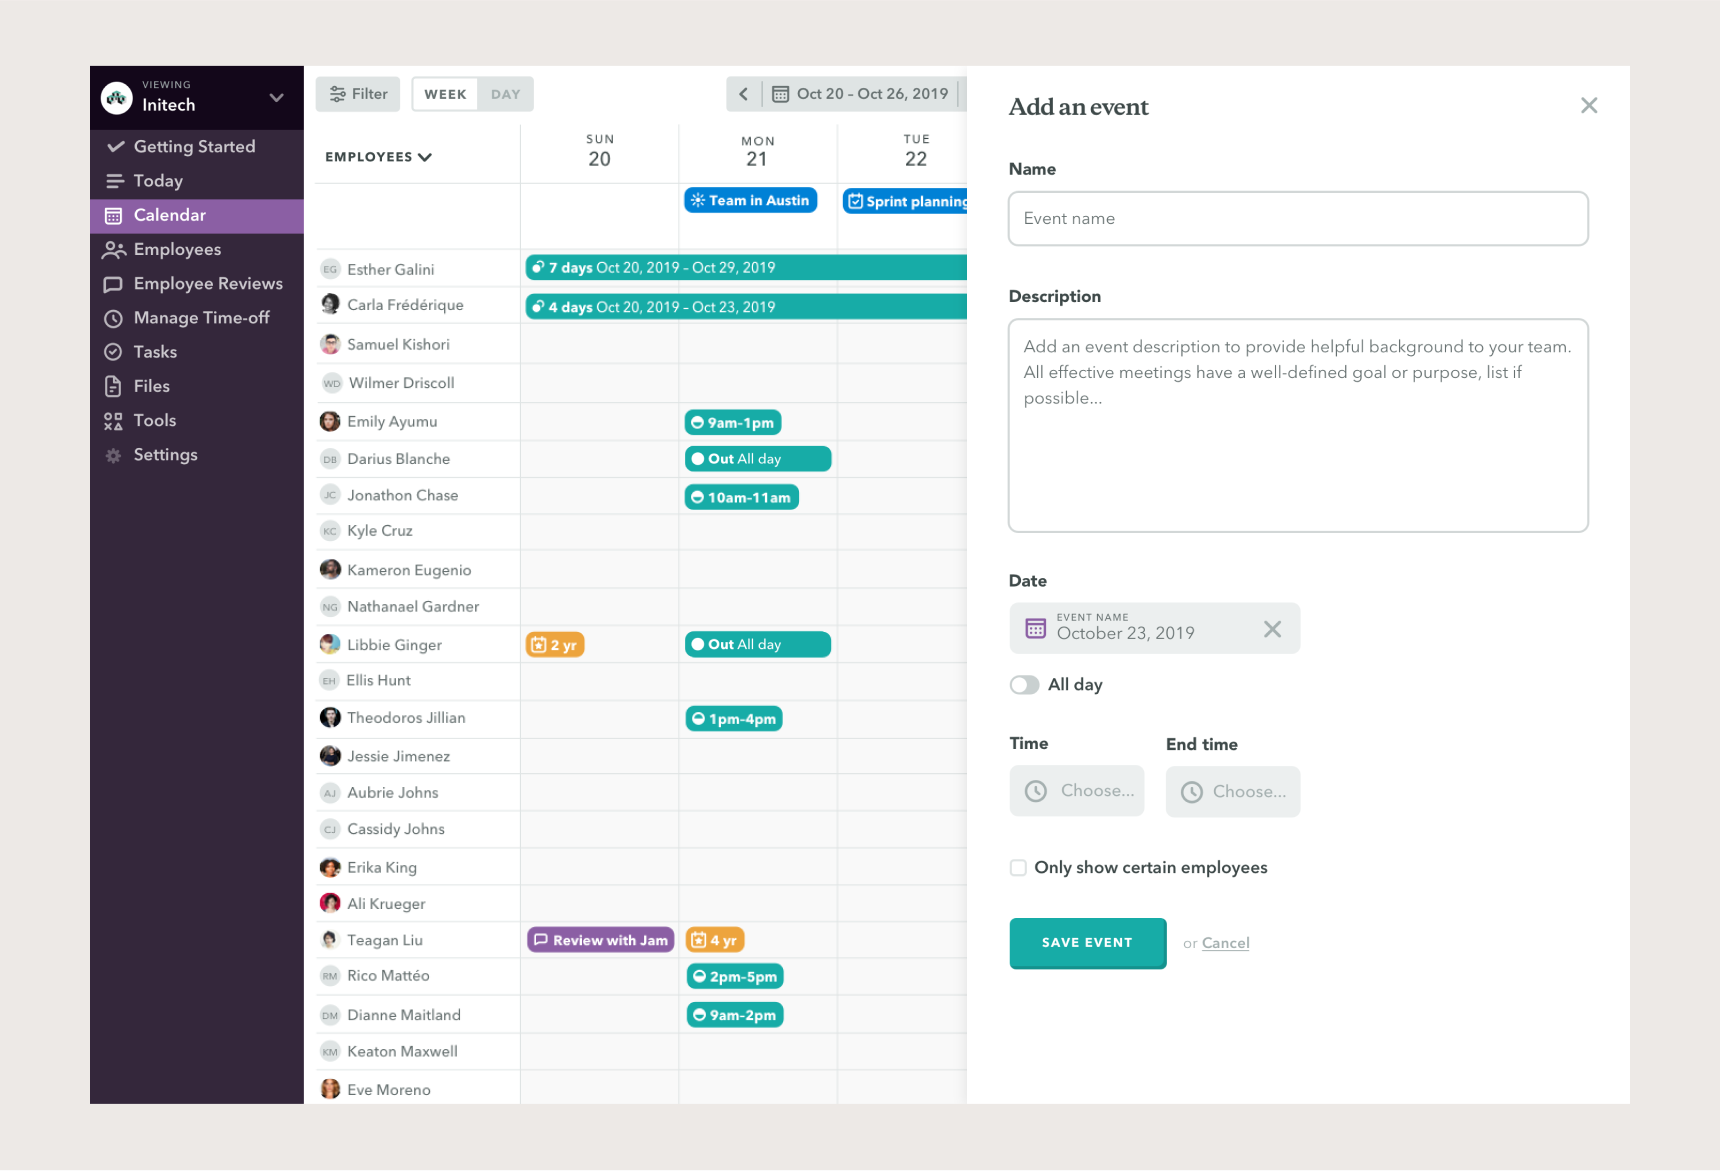 VIEWING
Initech
Getting Started
Today
Calendar
Employees
Employee Reviews
Manage Time-off
Tasks
Files
Tools
Settings
Filter
WEEK
DAY
Oct 20 – Oct 26, 2019
EMPLOYEES
SUN
20
MON
21
TUE
22
Team in Austin
Sprint planning
EG Esther Galini
7 days Oct 20, 2019 – Oct 29, 2019
Carla Frédérique
4 days Oct 20, 2019 – Oct 23, 2019
Samuel Kishori
WD Wilmer Driscoll
Emily Ayumu
9am–1pm
DB Darius Blanche
Out All day
JC Jonathon Chase
10am–11am
KC Kyle Cruz
Kameron Eugenio
NG Nathanael Gardner
Libbie Ginger
2 yr
Out All day
EH Ellis Hunt
Theodoros Jillian
1pm–4pm
Jessie Jimenez
AJ Aubrie Johns
CJ Cassidy Johns
Erika King
Ali Krueger
Teagan Liu
Review with Jam
4 yr
RM Rico Mattéo
2pm–5pm
DM Dianne Maitland
9am–2pm
KM Keaton Maxwell
Eve Moreno
Add an event
Name
Event name
Description
Add an event description to provide helpful background to your team.
All effective meetings have a well-defined goal or purpose, list if
possible...
Date
EVENT NAME
October 23, 2019
All day
Time
End time
Choose...
Choose...
Only show certain employees
SAVE EVENT
or Cancel